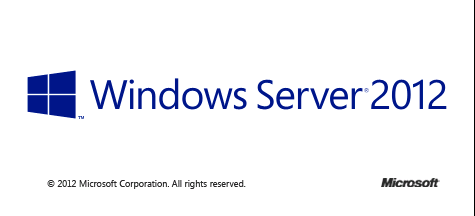 ™ Windows Server® 2012
© 2012 Microsoft Corporation. All rights reserved. Microsoft